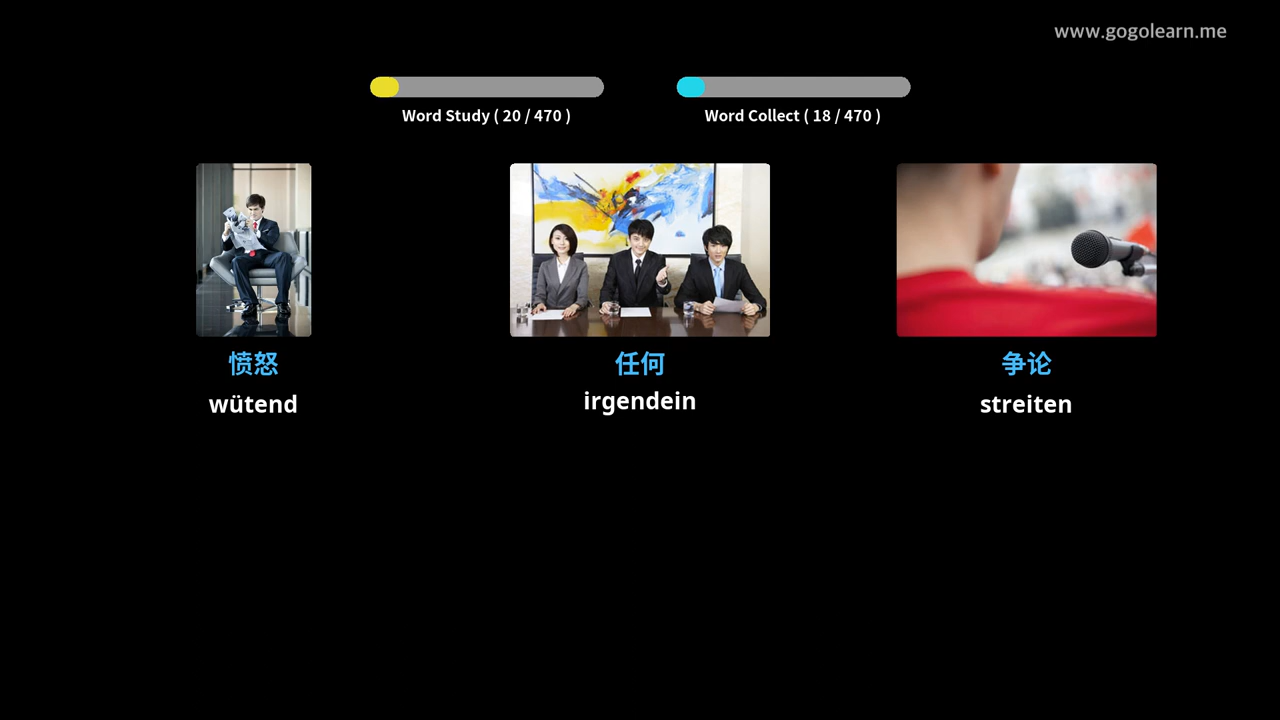 www.gogolearn.me
Word Study ( 20 / 470 )
Word Collect ( 18 / 470 )
愤怒
任何
争论
wütend
irgendein
streiten